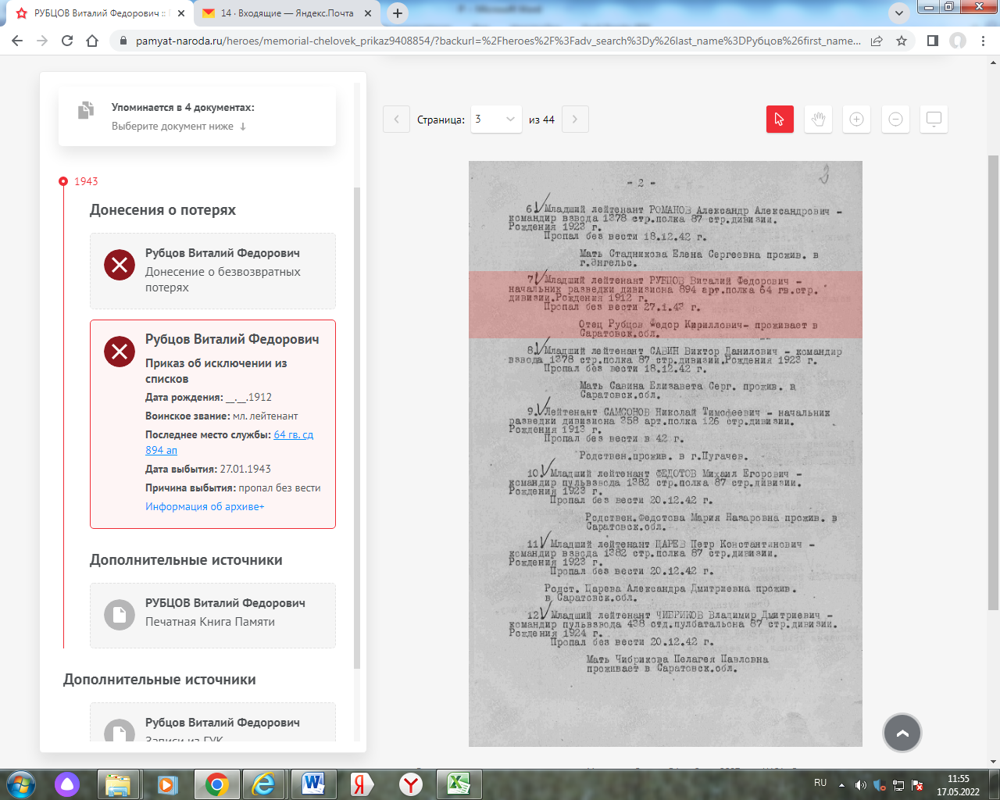 РУБЦОВ Виталий Федорович ::
14 · Входящие — Яндекс.Почта
pamyat-naroda.ru/heroes/memorial-chelovek_prikaz9408854/?backurl=%2Fheroes%2F%3Fadv_search%3Dy%26last_name%3DРубцов%26first_name...
Упоминается в 4 документах:
Выберите документ ниже ↓
1943
Донесения о потерях
Рубцов Виталий Федорович
Донесение о безвозвратных
потерях
Рубцов Виталий Федорович
Приказ об исключении из
списков
Дата рождения: __.__.1912
Воинское звание: мл. лейтенант
Последнее место службы: 64 гв. сд
894 ап
Дата выбытия: 27.01.1943
Причина выбытия: пропал без вести
Информация об архиве+
Дополнительные источники
РУБЦОВ Виталий Федорович
Печатная Книга Памяти
Дополнительные источники
Рубцов Виталий Федорович
Записи из ГУК
Страница: 3 из 44
3
- 2 -
6. Младший лейтенант РОМАНОВ Александр Александрович -
командир взвода 1378 стр.полка 87 стр.дивизии.
Рождения 1923 г.
Пропал без вести 18.12.42 г.
Мать Стадникова Елена Сергеевна прожив. в
г.Энгельс.
7. Младший лейтенант РУБЦОВ Виталий Федорович -
начальник разведки дивизиона 894 арт.полка 64 гв.стр.
дивизии.Рождения 1912 г.
Пропал без вести 27.1.43 г.
Отец Рубцов Федор Кириллович- проживает в
Саратовск.обл.
8. Младший лейтенант САВИН Виктор Данилович - командир
взвода 1378 стр.полка 87 стр.дивизии.Рождения 1923 г.
Пропал без вести 18.12.42 г.
Мать Савина Елизавета Серг. прожив. в
Саратовск.обл.
9. Лейтенант САМСОНОВ Николай Тимофеевич - начальник
разведки дивизиона 358 арт.полка 126 стр.дивизии.
Рождения 1913 г.
Пропал без вести в 42 г.
Родствен.прожив. в г.Пугачев.
10. Младший лейтенант ФЕДОТОВ Михаил Егорович -
командир пульвзвода 1382 стр.полка 87 стр.дивизии.
Рождения 1923 г.
Пропал без вести 20.12.42 г.
Родствен.Федотова Мария Назаровна прожив. в
Саратовск.обл.
11. Младший лейтенант ЦАРЕВ Петр Константинович -
командир взвода 1382 стр.полка 87 стр.дивизии.
Рождения 1923 г.
Пропал без вести 20.12.42 г.
Родст. Царева Александра Дмитриевна прожив.
в Саратовск.обл.
12. Младший лейтенант ЧИБРИКОВ Владимир Дмитриевич -
командир пульвзвода 438 отд.пулбатальона 87 стр.дивизии.
Рождения 1924 г.
Пропал без вести 20.12.42 г.
Мать Чибрикова Пелагея Павловна
проживает в Саратовск.обл.
RU
11:55
17.05.2022